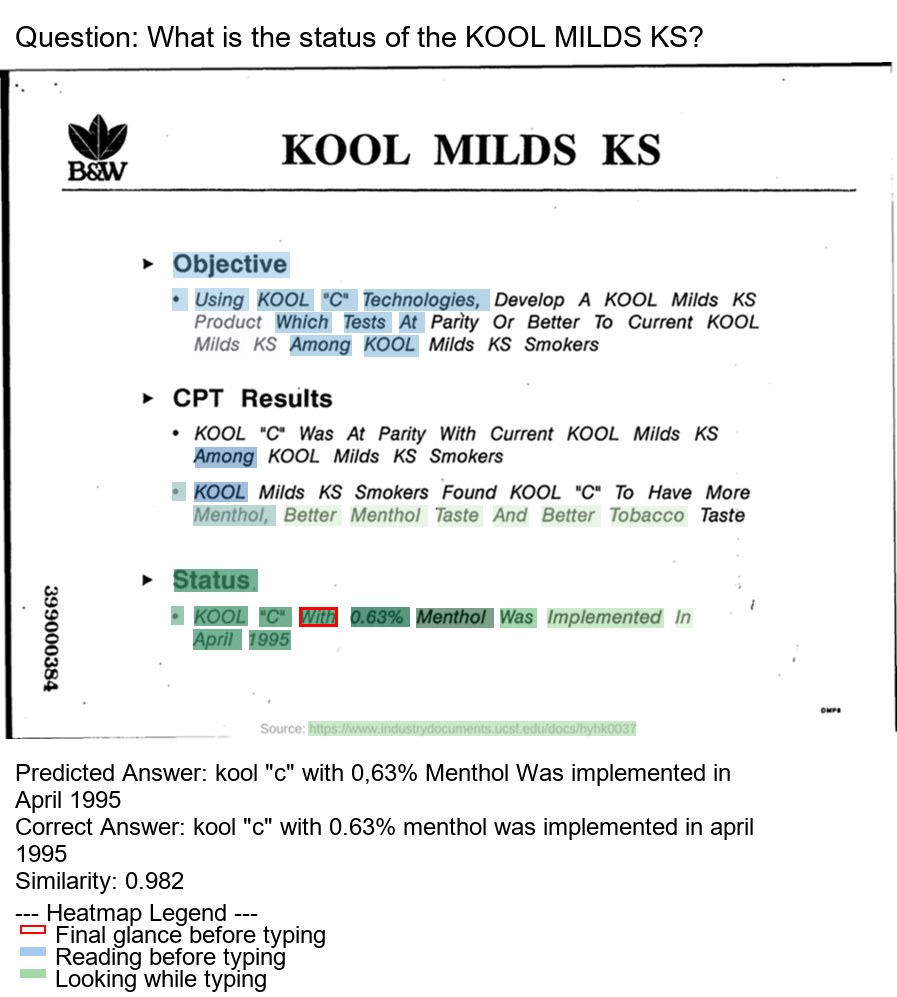 Question: What is the status of the KOOL MILDS KS?
B&W
KOOL MILDS KS
► Objective
• Using KOOL "C" Technologies, Develop A KOOL Milds KS
Product Which Tests At Parity Or Better To Current KOOL
Milds KS Among KOOL Milds KS Smokers
► CPT Results
• KOOL "C" Was At Parity With Current KOOL Milds KS
Among KOOL Milds KS Smokers
• KOOL Milds KS Smokers Found KOOL "C" To Have More
Menthol, Better Menthol Taste And Better Tobacco Taste
► Status
• KOOL "C" With 0.63% Menthol Was Implemented In
April 1995
399000384
Source: https://www.industrydocuments.ucsf.edu/docs/hyhk0037
Predicted Answer: kool "c" with 0,63% Menthol Was implemented in
April 1995
Correct Answer: kool "c" with 0.63% menthol was implemented in april
1995
Similarity: 0.982
--- Heatmap Legend ---
Final glance before typing
Reading before typing
Looking while typing